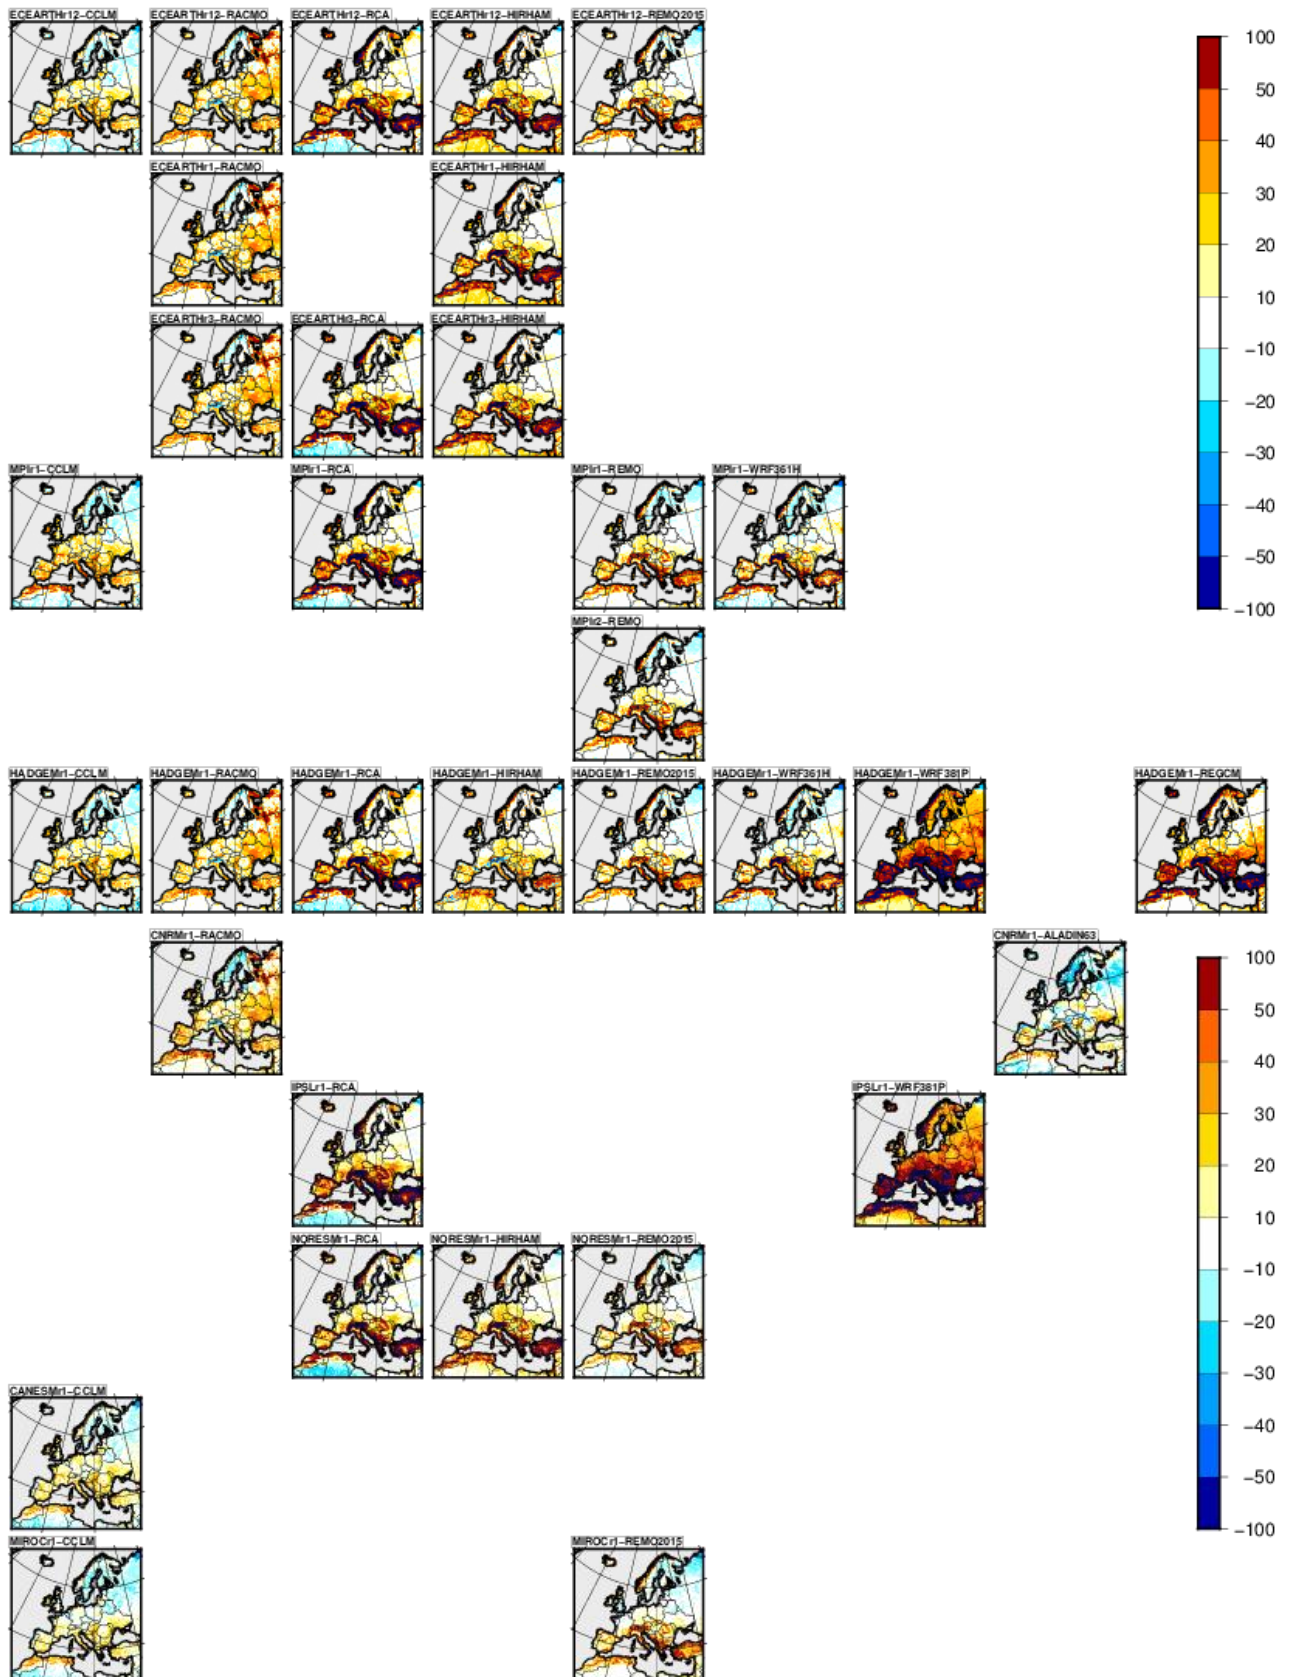 ECEARTHr12-CCLM ECEARTHr12-RACMO ECEARTHr12-RCA ECEARTHr12-HIRHAM ECEARTHr12-REMO2015
100
50
40
30
20
10
-10
-20
-30
-40
-50
-100
ECEARTHr1-RACMO ECEARTHr1-HIRHAM
ECEARTHr3-RACMO ECEARTHr3-RCA ECEARTHr3-HIRHAM
MPIr1-CCLM MPIr1-RCA MPIr1-REMO MPIr1-WRF361H
MPIr2-REMO
HADGEMr1-CCLM HADGEMr1-RACMO HADGEMr1-RCA HADGEMr1-HIRHAM HADGEMr1-REMO2015 HADGEMr1-WRF361H HADGEMr1-WRF381P HADGEMr1-REGCM
CNRMr1-RACMO CNRMr1-ALADIN63
100
50
40
30
20
10
-10
-20
-30
-40
-50
-100
IPSLr1-RCA IPSLr1-WRF381P
NORESMr1-RCA NORESMr1-HIRHAM NORESMr1-REMO2015
CANESMr1-CCLM
MIROCr1-CCLM MIROCr1-REMO2015